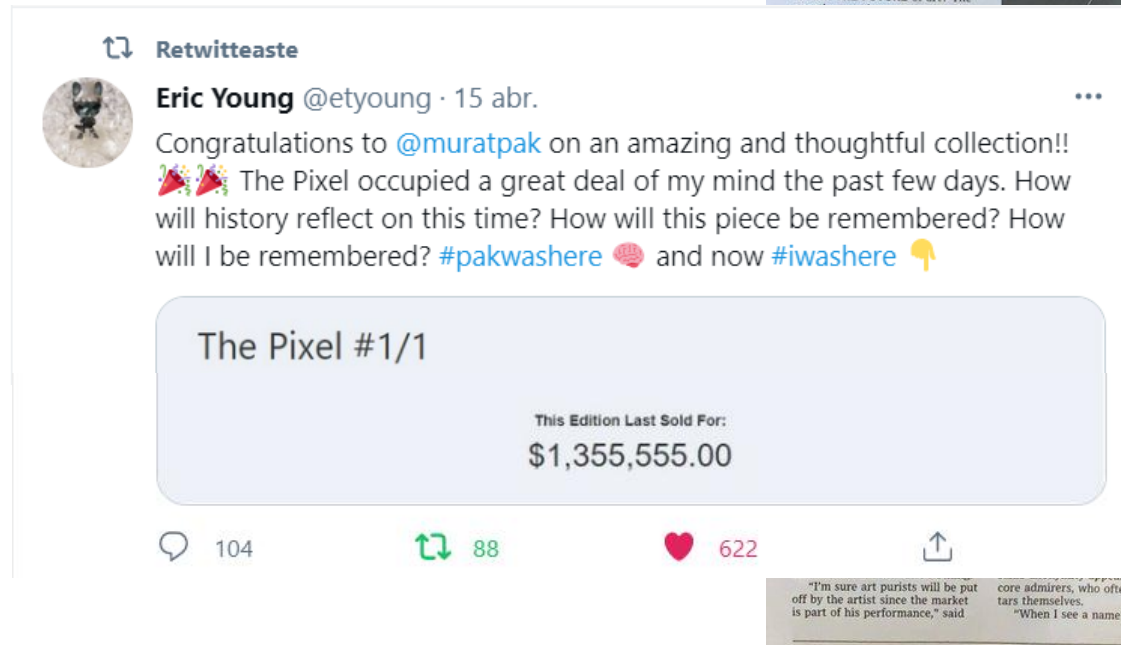 Retwitteaste
Eric Young @etyoung · 15 abr.
Congratulations to @muratpak on an amazing and thoughtful collection!!
🎉🎉 The Pixel occupied a great deal of my mind the past few days. How
will history reflect on this time? How will this piece be remembered? How
will I be remembered? #pakwashere 🧠 and now #iwashere 👇
The Pixel #1/1
This Edition Last Sold For:
$1,355,555.00
104 88 622
"I'm sure art purists will be put
off by the artist since the market
is part of his performance," said
core admirers, who
tars themselves.
"When I see a name